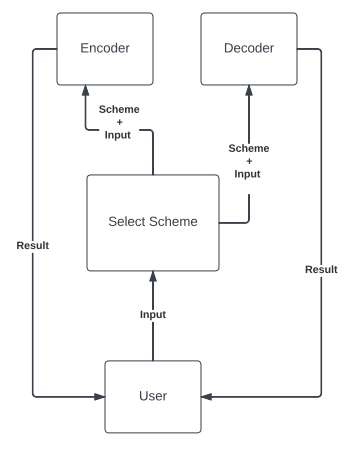 Encoder
Decoder
Scheme
+
Input
Scheme
+
Input
Select Scheme
Result
Result
Input
User